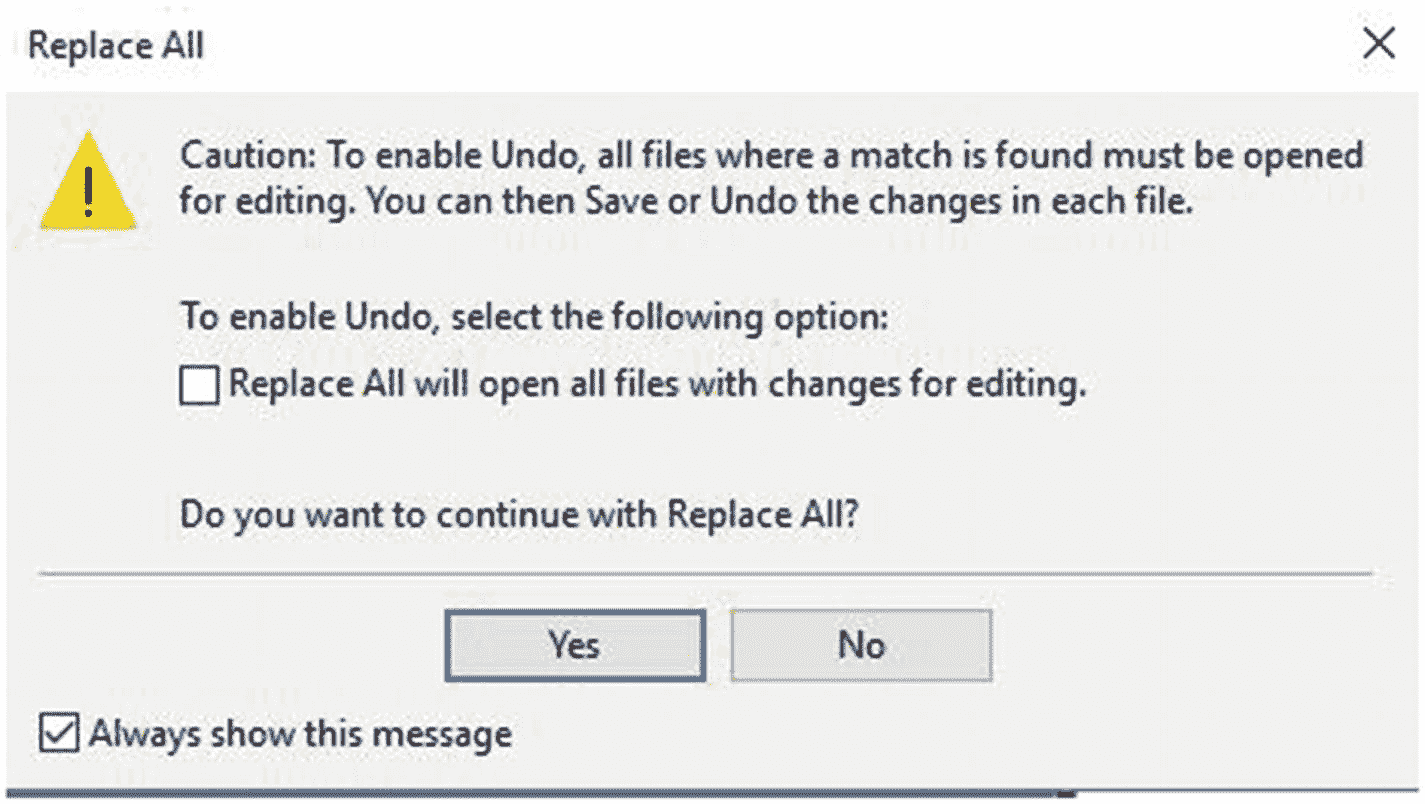 Replace All
Caution: To enable Undo, all files where a match is found must be opened
for editing. You can then Save or Undo the changes in each file.
To enable Undo, select the following option:
Replace All will open all files with changes for editing.
Do you want to continue with Replace All?
Yes No
Always show this message